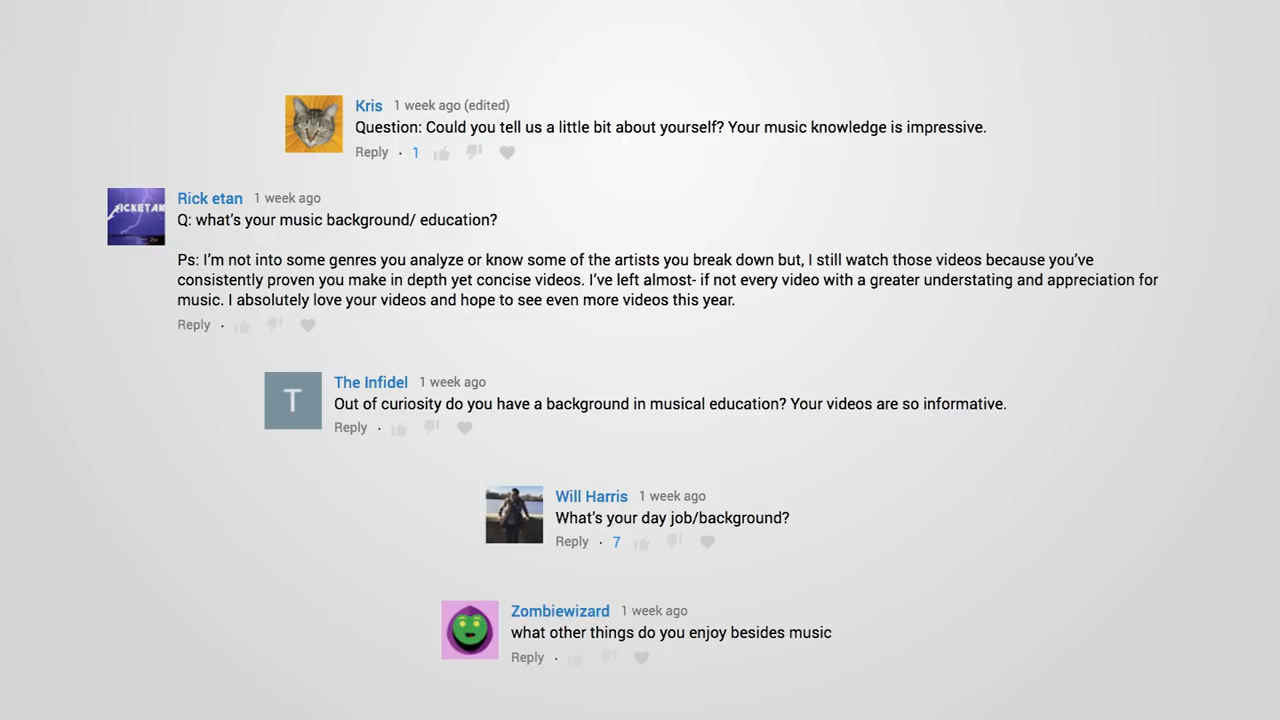 Kris 1 week ago (edited)
Question: Could you tell us a little bit about yourself? Your music knowledge is impressive.
Reply · 1
ICKETAN
Rick etan 1 week ago
Q: what's your music background/ education?
Ps: I'm not into some genres you analyze or know some of the artists you break down but, I still watch those videos because you've
consistently proven you make in depth yet concise videos. I've left almost- if not every video with a greater understating and appreciation for
music. I absolutely love your videos and hope to see even more videos this year.
Reply ·
T
The Infidel 1 week ago
Out of curiosity do you have a background in musical education? Your videos are so informative.
Reply ·
Will Harris 1 week ago
What's your day job/background?
Reply · 7
Zombiewizard 1 week ago
what other things do you enjoy besides music
Reply ·